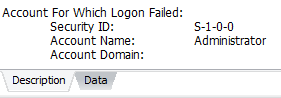 Account For Which Logon Failed:
Security ID: S-1-0-0
Account Name: Administrator
Account Domain:
Description Data